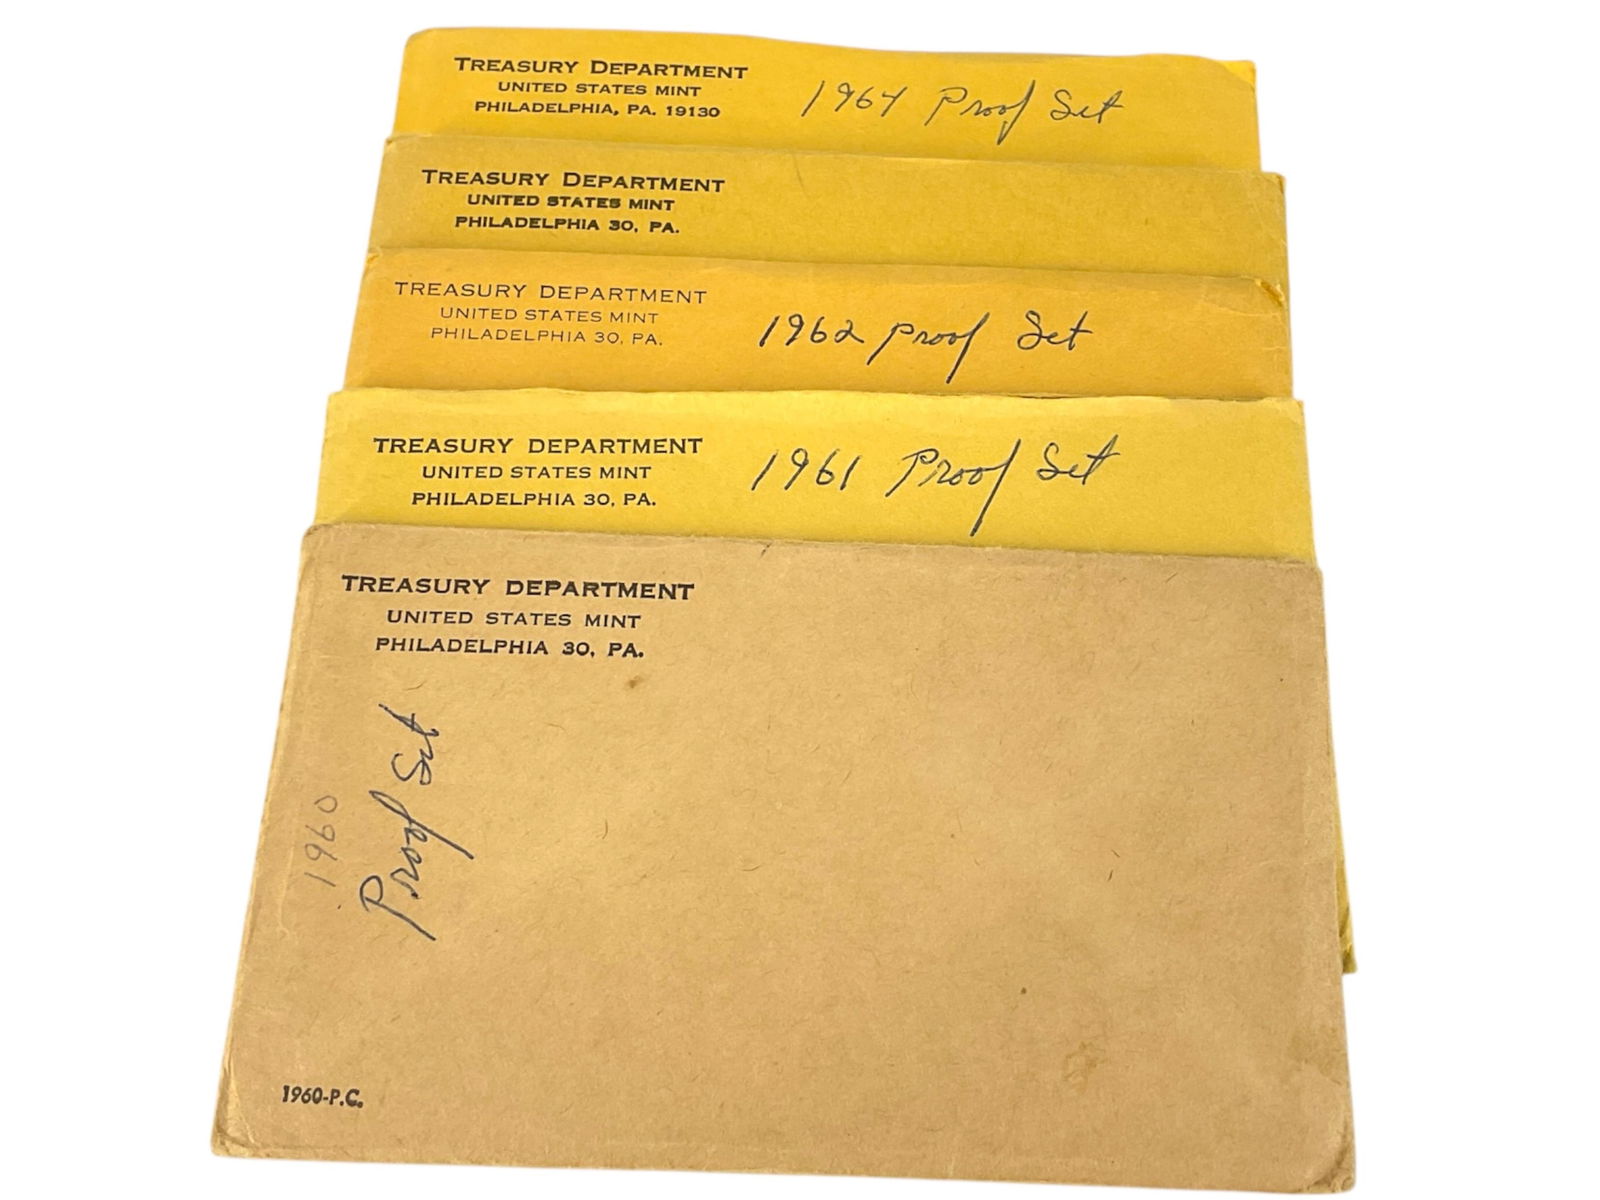 TREASURY DEPARTMENT
UNITED STATES MINT
PHILADELPHIA, PA. 19130
1964 Proof Set
TREASURY DEPARTMENT
UNITED STATES MINT
PHILADELPHIA 30, PA.
TREASURY DEPARTMENT
UNITED STATES MINT
PHILADELPHIA 30, PA.
1962 Proof Set
TREASURY DEPARTMENT
UNITED STATES MINT
PHILADELPHIA 30, PA.
1961 Proof Set
TREASURY DEPARTMENT
UNITED STATES MINT
PHILADELPHIA 30, PA.
1960
Proof Set
1960-P.C.